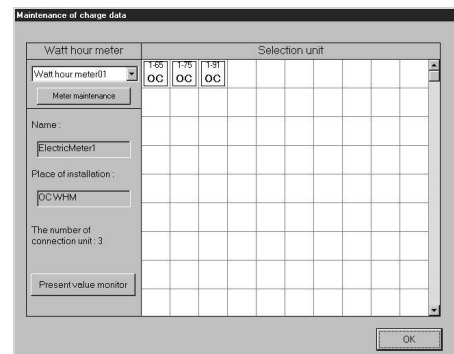 Maintenance of charge data
Watt hour meter
Selection unit
Watt hour meter01
1-65 1-75 1-91
OC OC OC
Meter maintenance
Name :
ElectricMeter1
Place of installation :
OC WHM
The number of
connection unit : 3
Present value monitor
OK